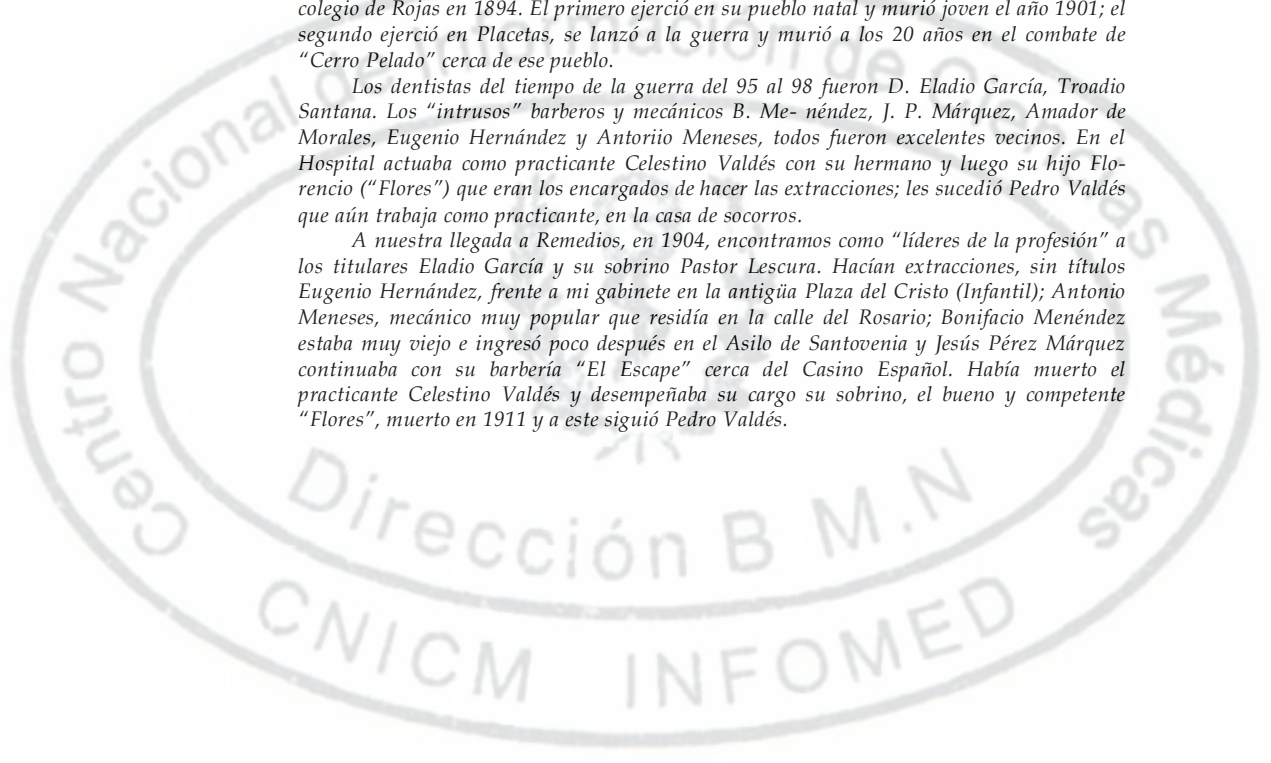 colegio de Rojas en 1894. El primero ejerció en su pueblo natal y murió joven el año 1901; el
segundo ejerció en Placetas, se lanzó a la guerra y murió a los 20 años en el combate de
“Cerro Pelado” cerca de ese pueblo.
Los dentistas del tiempo de la guerra del 95 al 98 fueron D. Eladio García, Troadio
Santana. Los “intrusos” barberos y mecánicos B. Me- néndez, J. P. Márquez, Amador de
Morales, Eugenio Hernández y Antoriio Meneses, todos fueron excelentes vecinos. En el
Hospital actuaba como practicante Celestino Valdés con su hermano y luego su hijo Flo-
rencio (“Flores”) que eran los encargados de hacer las extracciones; les sucedió Pedro Valdés
que aún trabaja como practicante, en la casa de socorros.
A nuestra llegada a Remedios, en 1904, encontramos como “líderes de la profesión” a
los titulares Eladio García y su sobrino Pastor Lescura. Hacían extracciones, sin títulos
Eugenio Hernández, frente a mi gabinete en la antigüa Plaza del Cristo (Infantil); Antonio
Meneses, mecánico muy popular que residía en la calle del Rosario; Bonifacio Menéndez
estaba muy viejo e ingresó poco después en el Asilo de Santovenia y Jesús Pérez Márquez
continuaba con su barbería “El Escape” cerca del Casino Español. Había muerto el
practicante Celestino Valdés y desempeñaba su cargo su sobrino, el bueno y competente
“Flores”, muerto en 1911 y a este siguió Pedro Valdés.
Centro Nacional de Información de Ciencias Médicas
Dirección B M.N
CNICM INFOMED